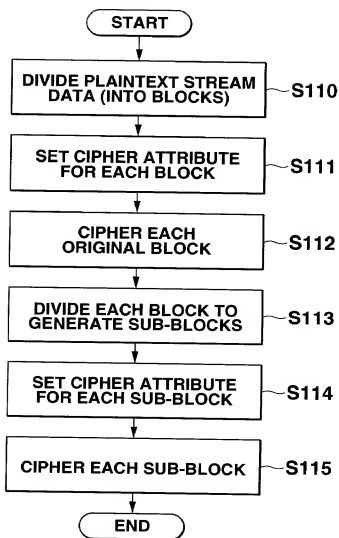 START
DIVIDE PLAINTEXT STREAM
DATA (INTO BLOCKS)
S110
SET CIPHER ATTRIBUTE
FOR EACH BLOCK
S111
CIPHER EACH
ORIGINAL BLOCK
S112
DIVIDE EACH BLOCK TO
GENERATE SUB-BLOCKS
S113
SET CIPHER ATTRIBUTE
FOR EACH SUB-BLOCK
S114
CIPHER EACH SUB-BLOCK
S115
END